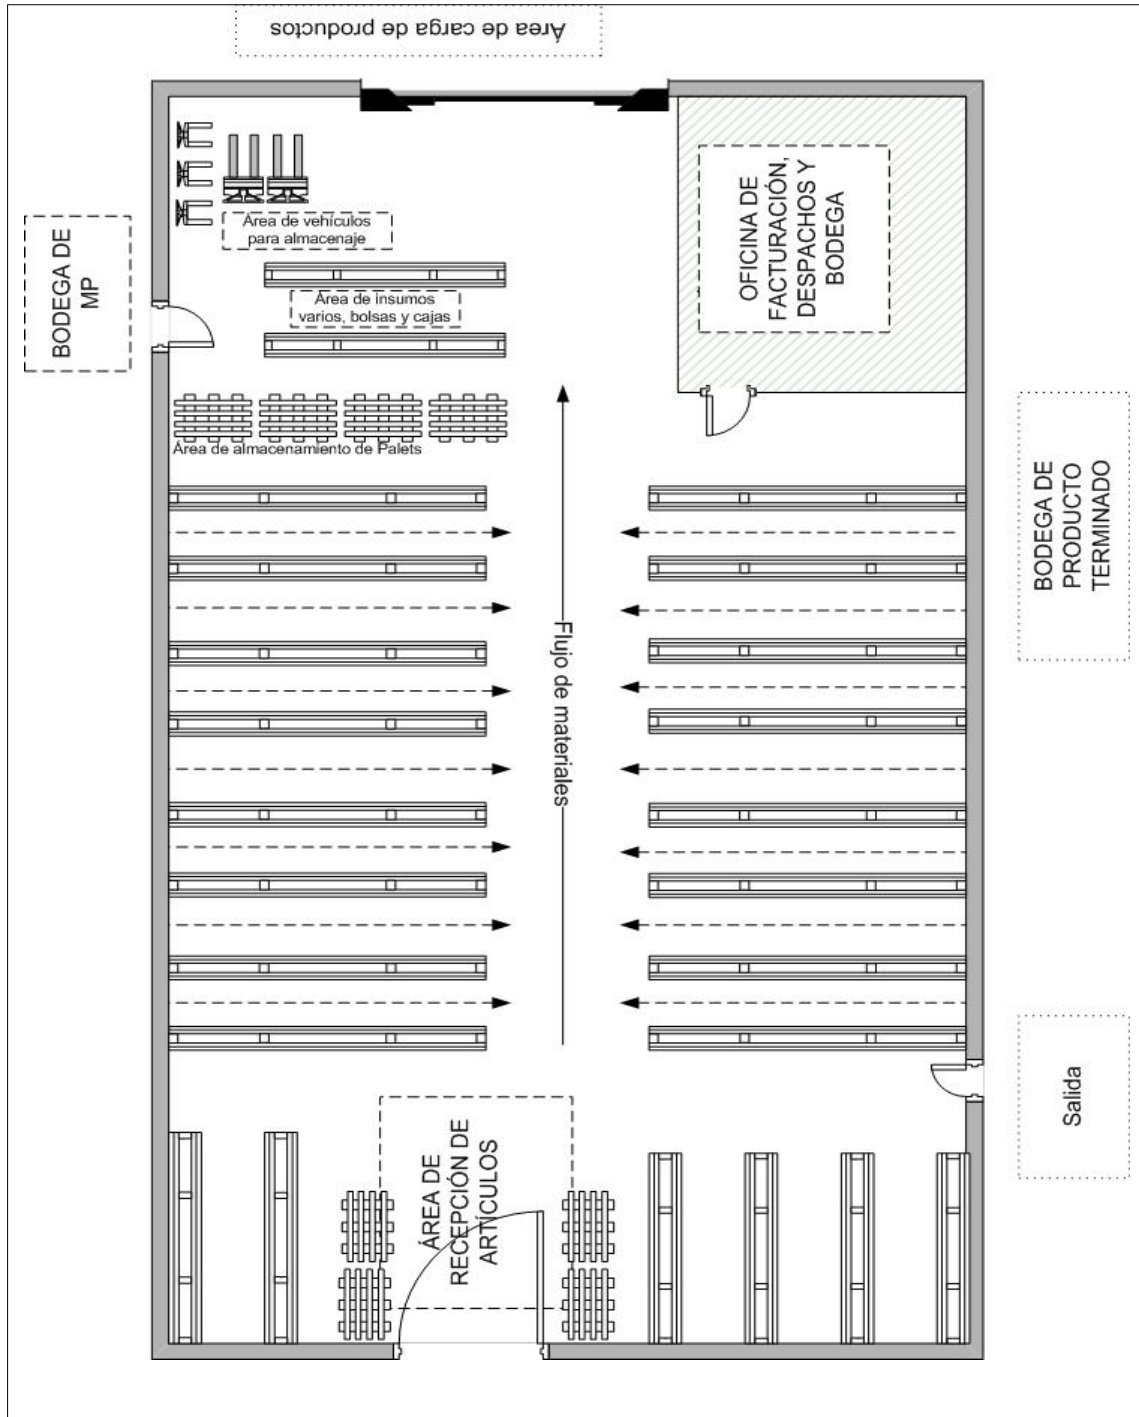 Área de carga de productos
OFICINA DE
FACTURACIÓN,
DESPACHOS Y
BODEGA
Área de vehículos
para almacenaje
BODEGA DE
MP
Área de insumos
varios, bolsas y cajas
Área de almacenamiento de Palets
BODEGA DE
PRODUCTO
TERMINADO
Flujo de materiales
Salida
ÁREA DE
RECEPCIÓN DE
ARTÍCULOS